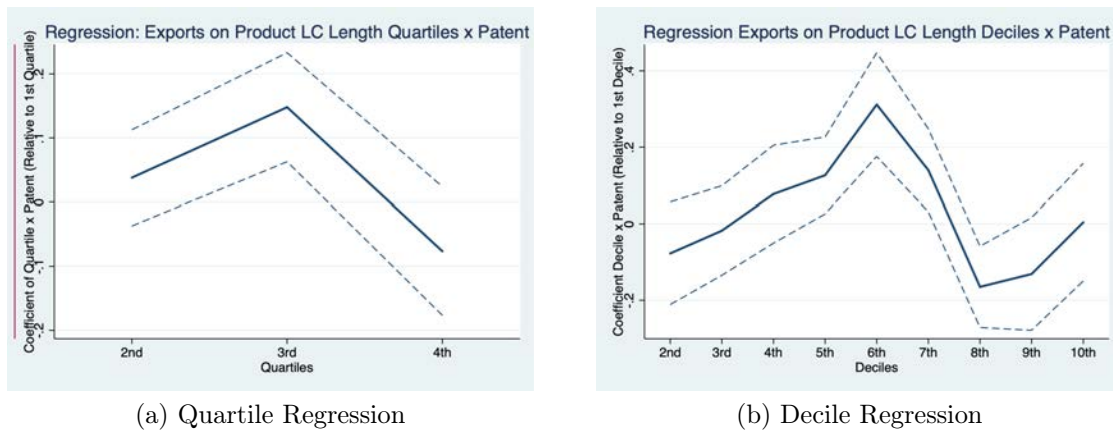 Regression: Exports on Product LC Length Quartiles x Patent
Coefficient of Quartile x Patent (Relative to 1st Quartile)
.2
.1
0
-.1
-.2
2nd 3rd 4th
Quartiles
(a) Quartile Regression
Regression Exports on Product LC Length Deciles x Patent
Coefficient Decile x Patent (Relative to 1st Decile)
.4
.2
0
-.2
2nd 3rd 4th 5th 6th 7th 8th 9th 10th
Deciles
(b) Decile Regression